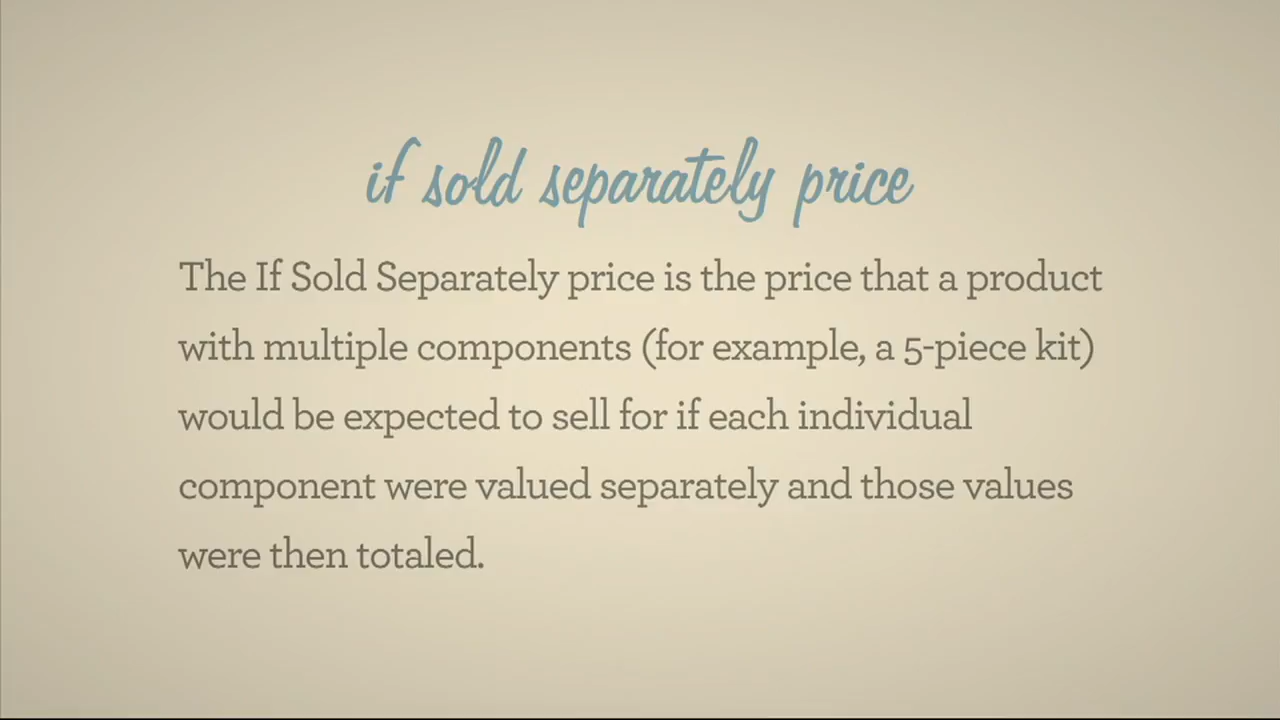 if sold separately price
The If Sold Separately price is the price that a product
with multiple components (for example, a 5-piece kit)
would be expected to sell for if each individual
component were valued separately and those values
were then totaled.